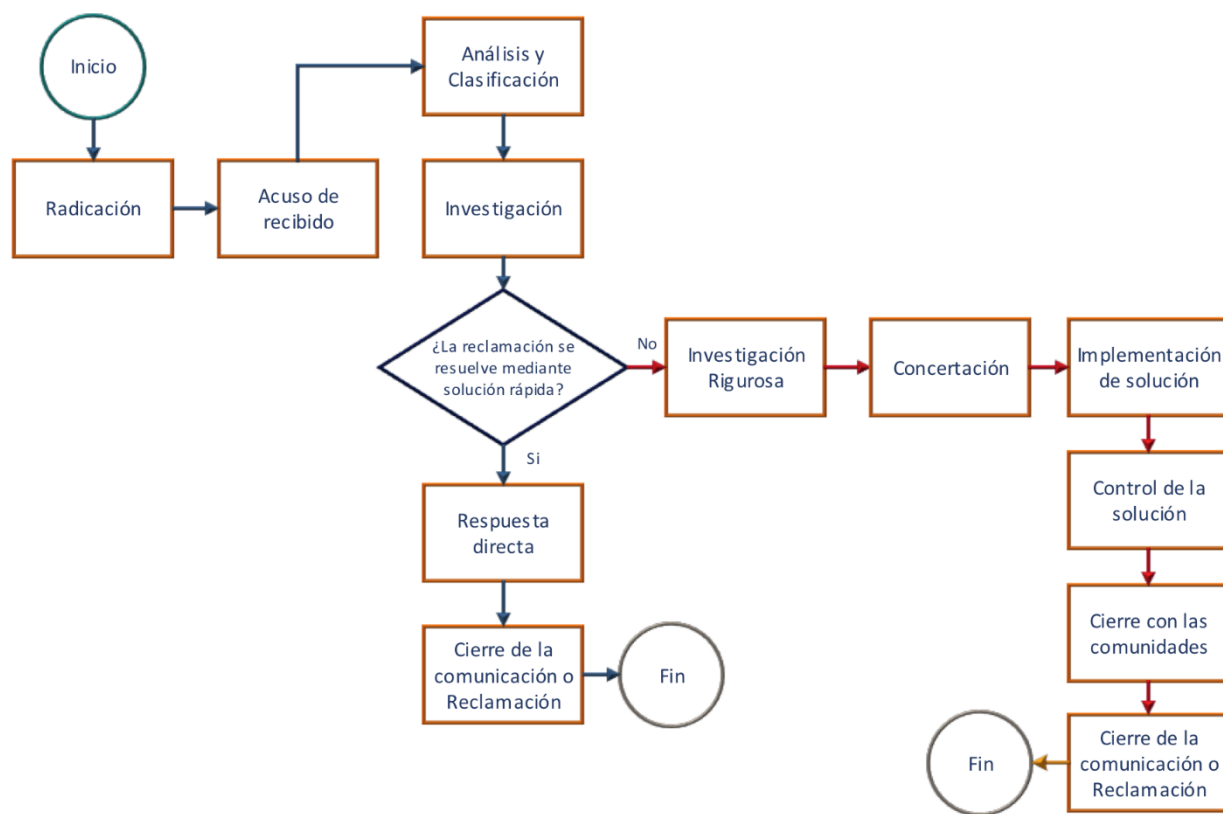 Inicio
Radicación
Acuso de
recibido
Análisis y
Clasificación
Investigación
¿La reclamación se
resuelve mediante
solución rápida?
No
Investigación
Rigurosa
Concertación
Implementación
de solución
Control de la
solución
Cierre con las
comunidades
Cierre de la
comunicación o
Reclamación
Fin
Si
Respuesta
directa
Cierre de la
comunicación o
Reclamación
Fin